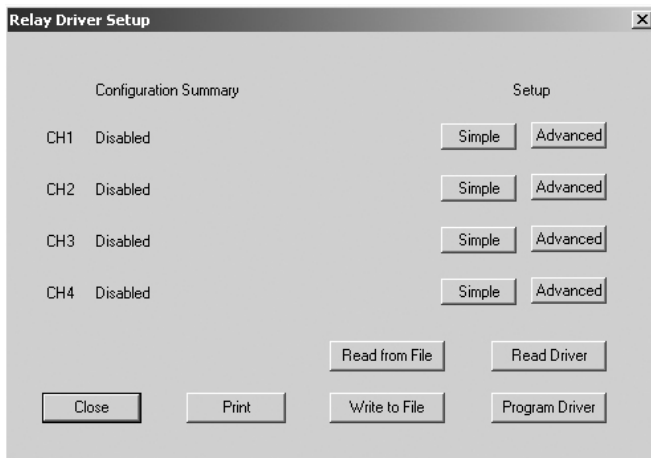 Relay Driver Setup
Configuration Summary Setup
CH1 Disabled Simple Advanced
CH2 Disabled Simple Advanced
CH3 Disabled Simple Advanced
CH4 Disabled Simple Advanced
Read from File Read Driver
Close Print Write to File Program Driver